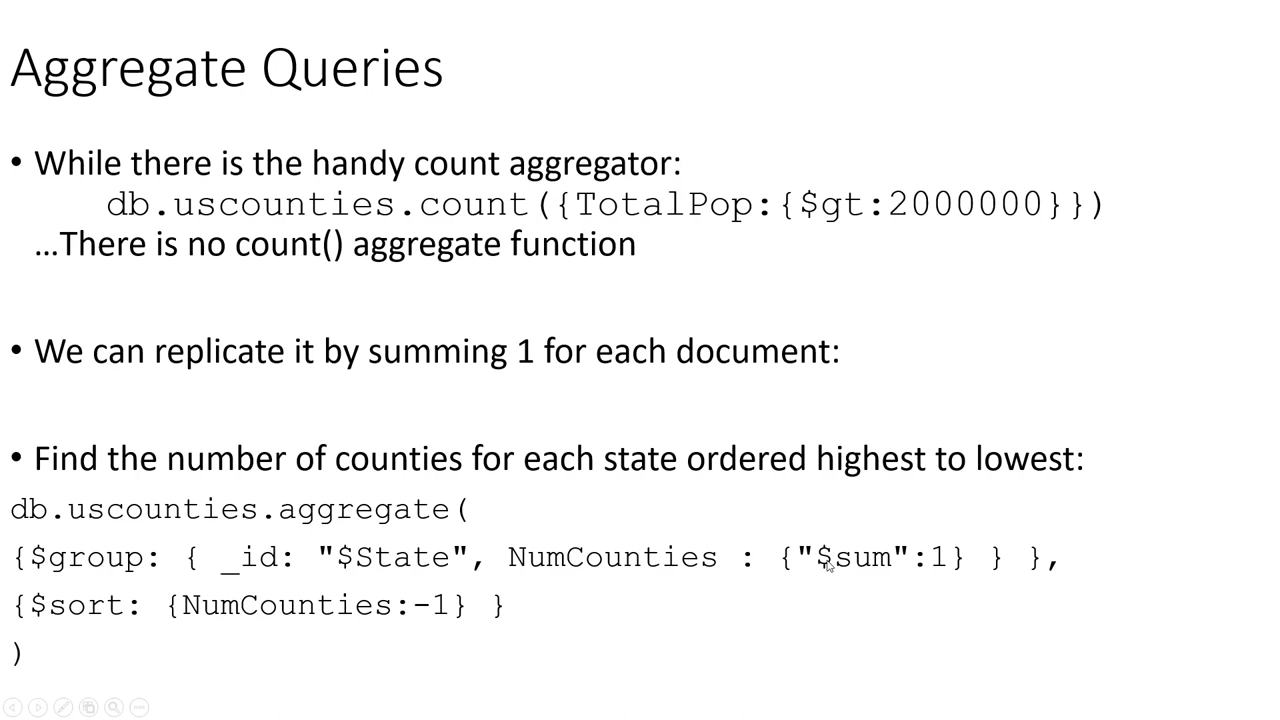 Aggregate Queries
• While there is the handy count aggregator:
db.uscounties.count({TotalPop:{$gt:2000000}})
…There is no count() aggregate function
• We can replicate it by summing 1 for each document:
• Find the number of counties for each state ordered highest to lowest:
db.uscounties.aggregate(
{$group: { _id: "$State", NumCounties : {"$sum":1} } },
{$sort: {NumCounties:-1} }
)